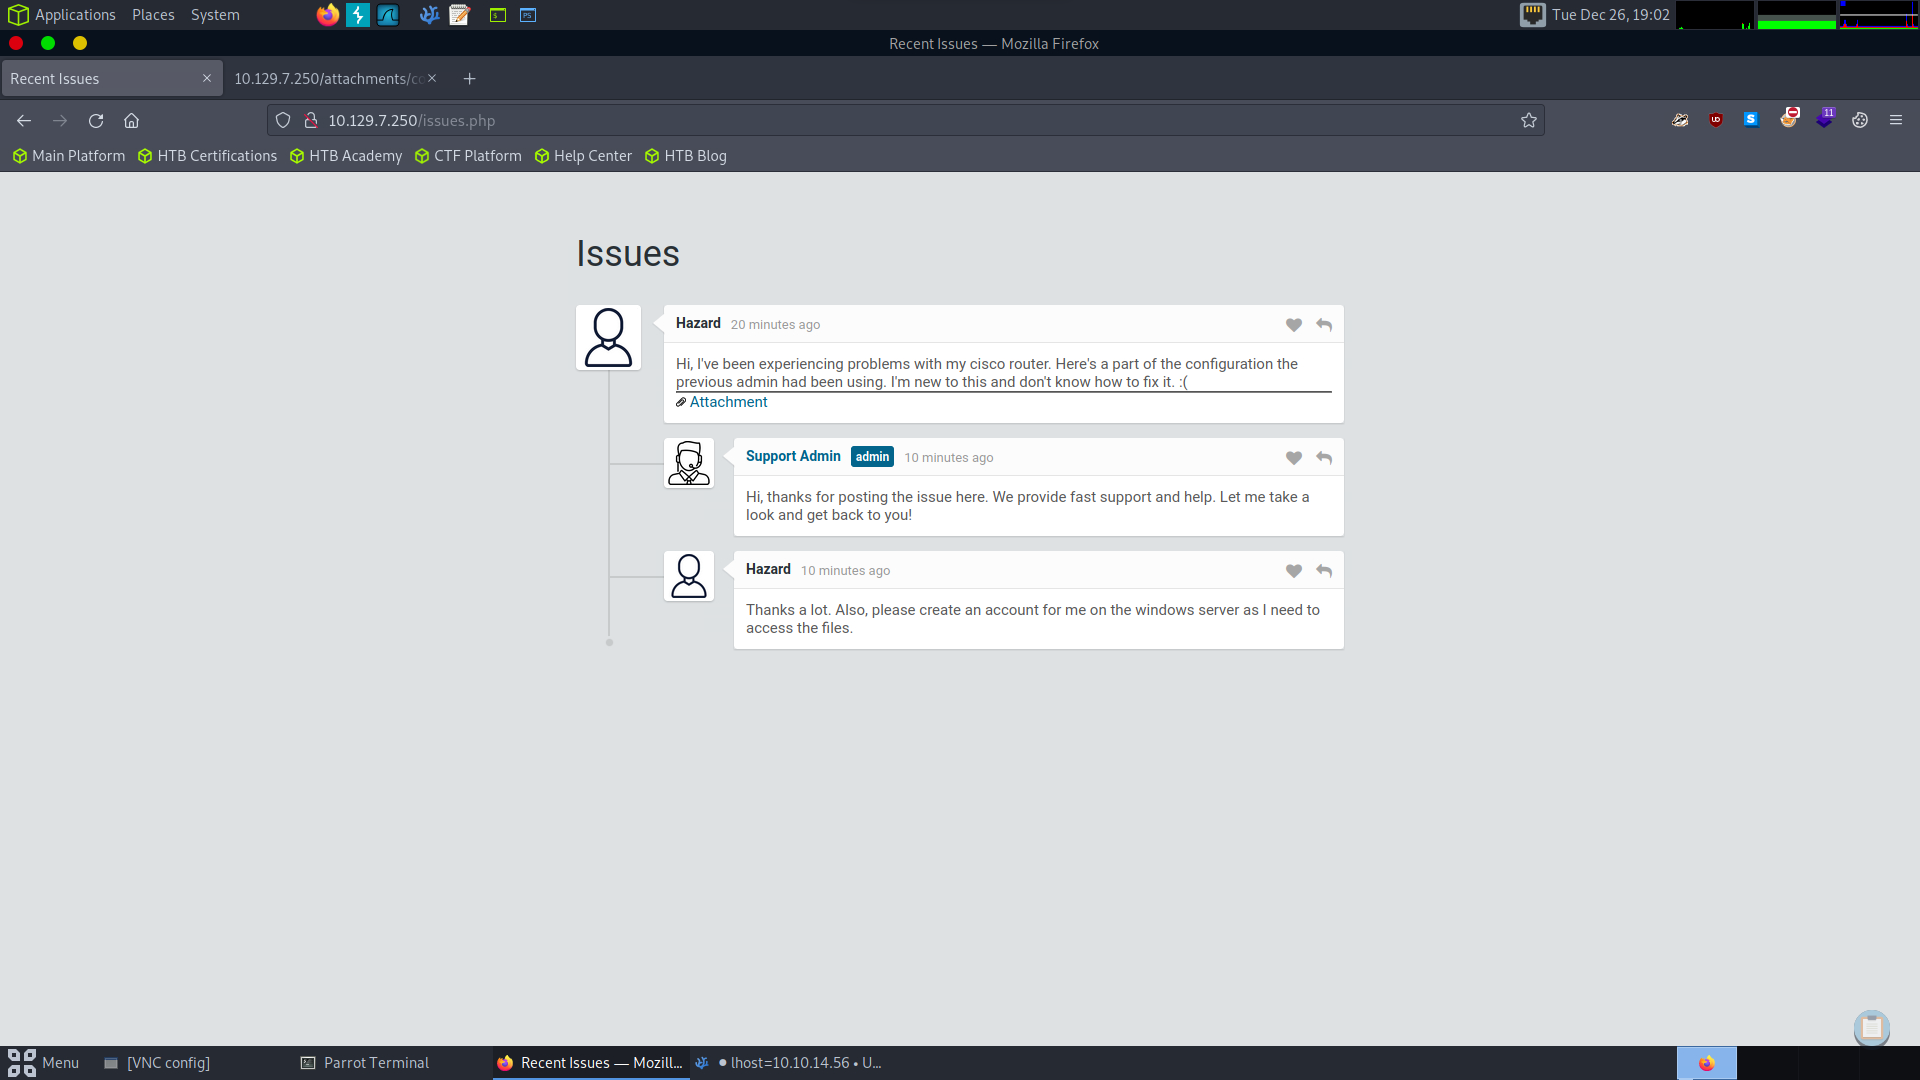 Applications Places System
Tue Dec 26, 19:02
Recent Issues — Mozilla Firefox
Recent Issues
10.129.7.250/attachments/co
10.129.7.250/issues.php
11
Main Platform HTB Certifications HTB Academy CTF Platform Help Center HTB Blog
Issues
Hazard 20 minutes ago
Hi, I've been experiencing problems with my cisco router. Here's a part of the configuration the
previous admin had been using. I'm new to this and don't know how to fix it. :(
Attachment
Support Admin admin 10 minutes ago
Hi, thanks for posting the issue here. We provide fast support and help. Let me take a
look and get back to you!
Hazard 10 minutes ago
Thanks a lot. Also, please create an account for me on the windows server as I need to
access the files.
Menu [VNC config] Parrot Terminal Recent Issues — Mozill... ● lhost=10.10.14.56 • U...